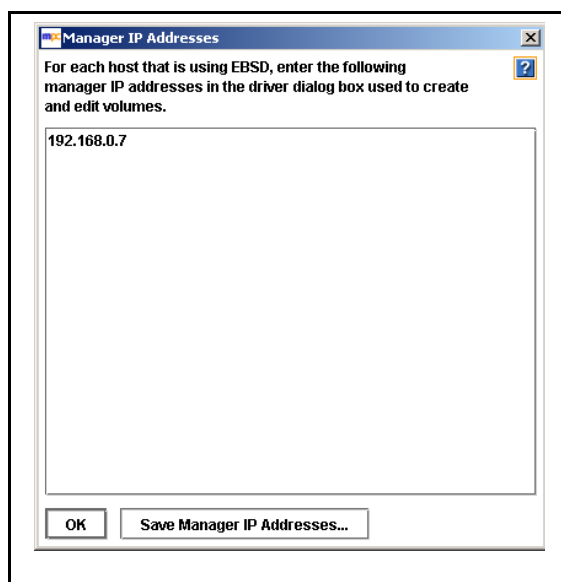 mpc Manager IP Addresses
For each host that is using EBSD, enter the following
manager IP addresses in the driver dialog box used to create
and edit volumes.
?
192.168.0.7
OK Save Manager IP Addresses...